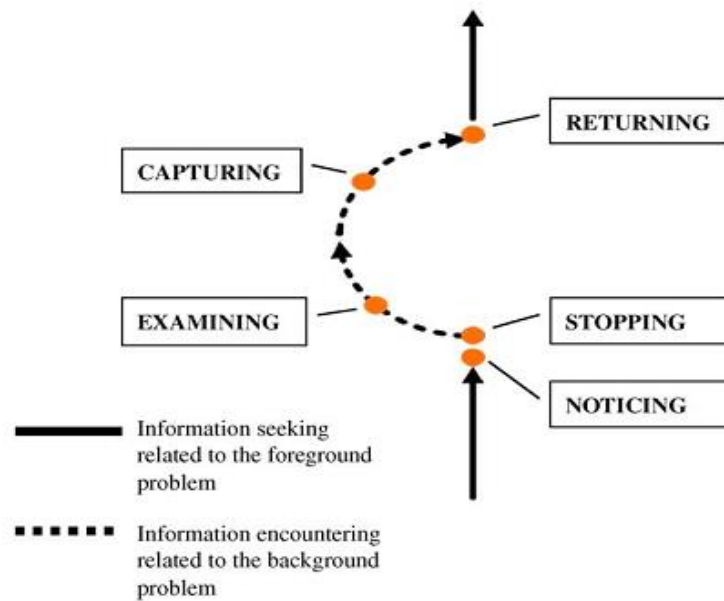 RETURNING
CAPTURING
EXAMINING
STOPPING
NOTICING
Information seeking
related to the foreground
problem
Information encountering
related to the background
problem